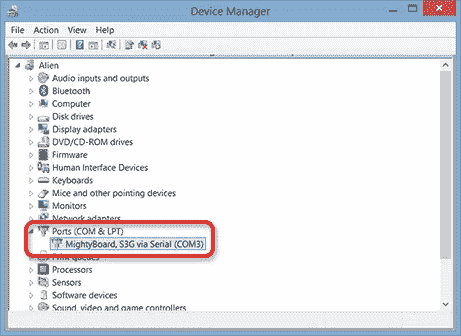 Device Manager
File Action View Help
Alien
Audio inputs and outputs
Bluetooth
Computer
Disk drives
Display adapters
DVD/CD-ROM drives
Firmware
Human Interface Devices
Keyboards
Mice and other pointing devices
Monitors
Network adapters
Ports (COM & LPT)
MightyBoard, S3G via Serial (COM3)
Print queues
Processors
Sensors
Software devices
Sound, video and game controllers